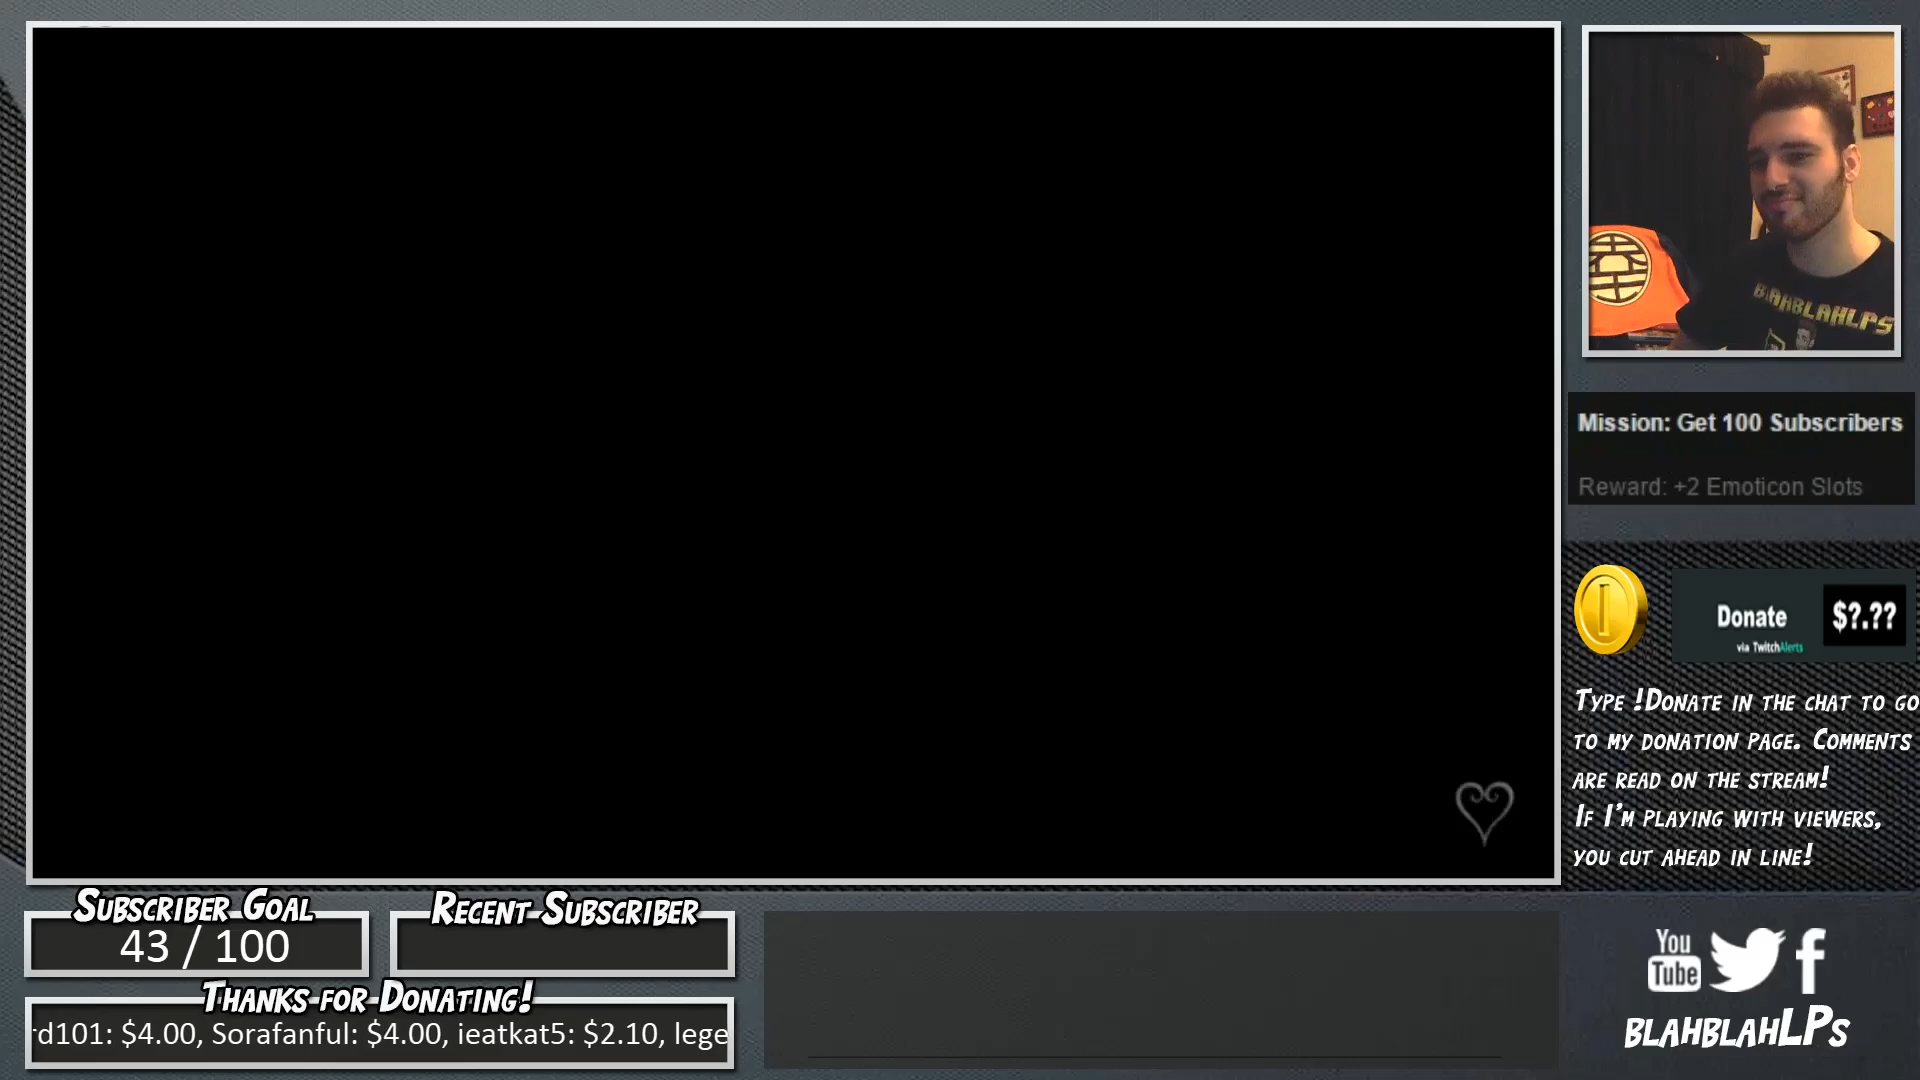 BLAHBLAHLPS
Mission: Get 100 Subscribers
Reward: +2 Emoticon Slots
Donate
via TwitchAlerts
$?.??
Type !Donate in the chat to go
to my donation page. Comments
are read on the stream!
If I'm playing with viewers,
you cut ahead in line!
Subscriber Goal
43 / 100
Recent Subscriber
Thanks for Donating!
rd101: $4.00, Sorafanful: $4.00, ieatkat5: $2.10, lege
You
Tube
f
blahblahLPs